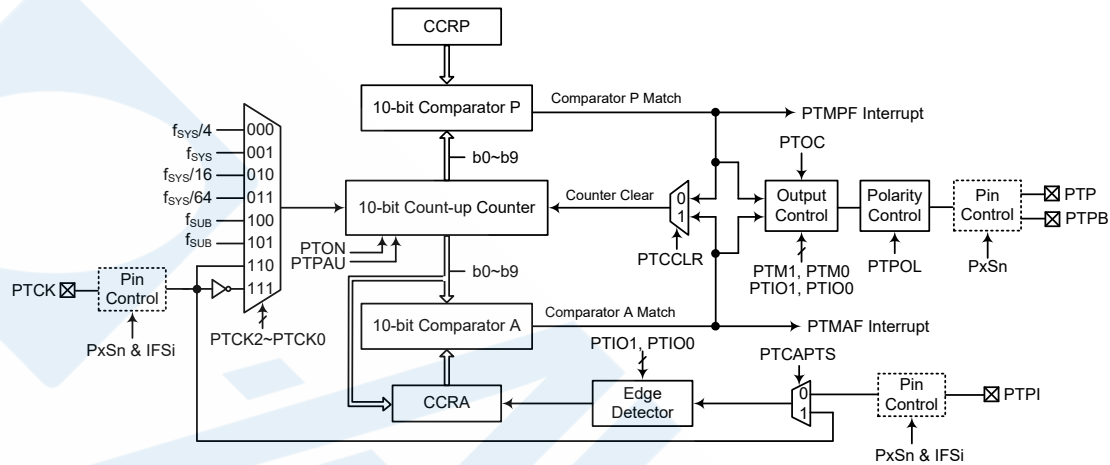 CCRP
10-bit Comparator P
Comparator P Match
PTMPF Interrupt
b0~b9
PTOC
fSYS/4
000
fSYS
001
fSYS/16
010
fSYS/64
011
fSUB
100
fSUB
101
110
111
10-bit Count-up Counter
Counter Clear
0
1
Output
Control
Polarity
Control
Pin
Control
PTP
PTPB
PTON
PTPAU
PTCCLR
PTM1, PTM0
PTIO1, PTIO0
PTPOL
PxSn
b0~b9
PTCK
Pin
Control
PxSn & IFSi
PTCK2~PTCK0
10-bit Comparator A
Comparator A Match
PTMAF Interrupt
PTIO1, PTIO0
PTCAPTS
CCRA
Edge
Detector
0
1
Pin
Control
PTPI
PxSn & IFSi